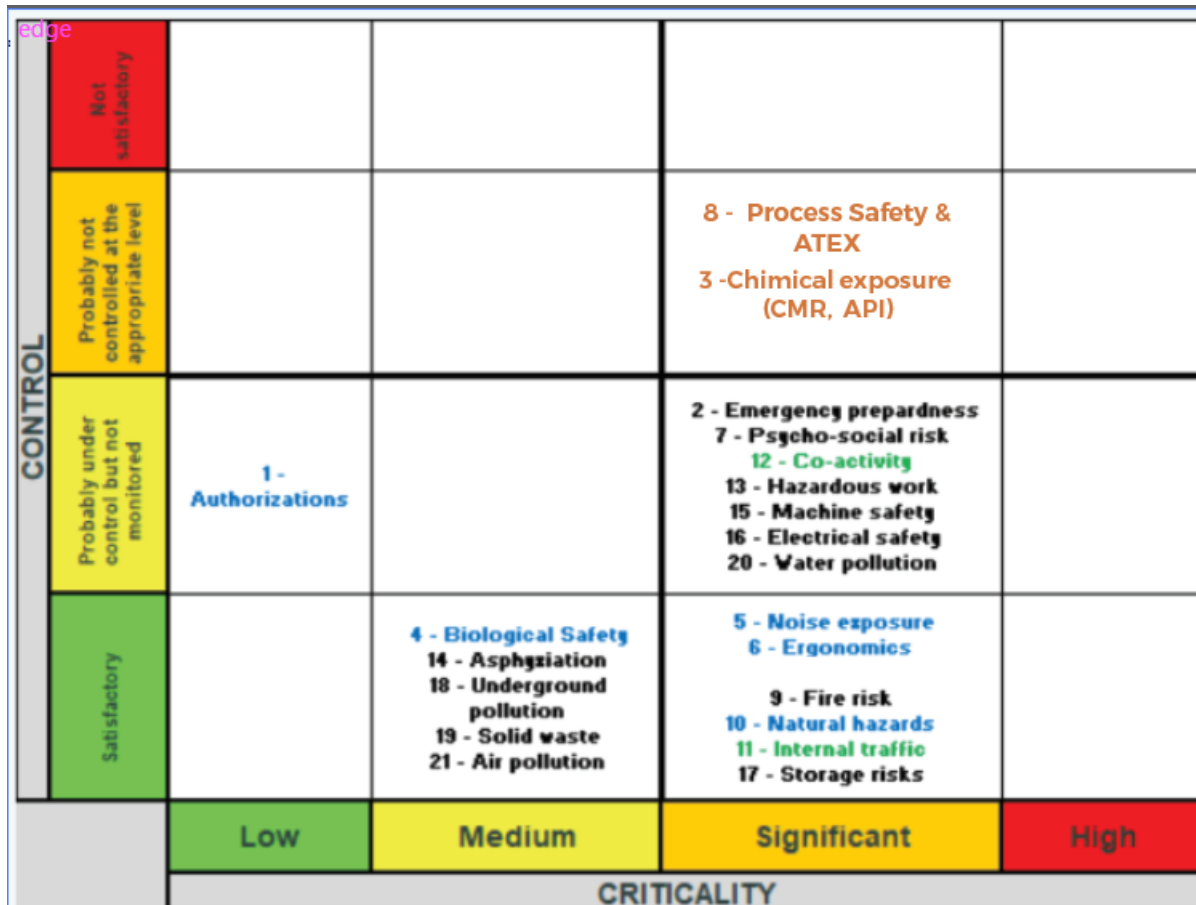 edge
CONTROL
Not
satisfactory
Probably not
controlled at the
appropriate level
8 - Process Safety &
ATEX
3 -Chimical exposure
(CMR, API)
Probably under
control but not
monitored
1 -
Authorizations
2 - Emergency prepardness
7 - Psycho-social risk
12 - Co-activity
13 - Hazardous work
15 - Machine safety
16 - Electrical safety
20 - Water pollution
Satisfactory
4 - Biological Safety
14 - Asphyxiation
18 - Underground
pollution
19 - Solid waste
21 - Air pollution
5 - Noise exposure
6 - Ergonomics
9 - Fire risk
10 - Natural hazards
11 - Internal traffic
17 - Storage risks
Low
Medium
Significant
High
CRITICALITY